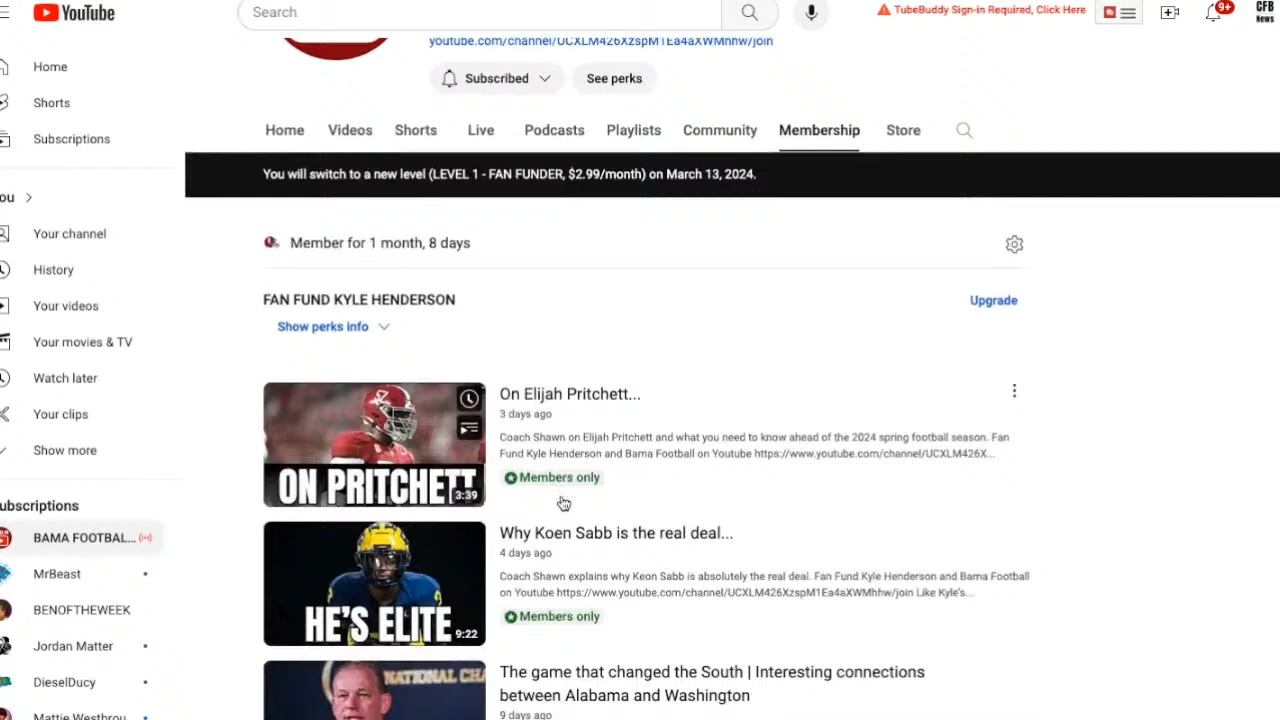 YouTube
Search
TubeBuddy Sign-in Required, Click Here
9+
CFB
News
youtube.com/channel/UCXLM426XzspM1Ea4aXWMhhw/join
Subscribed
See perks
Home
Shorts
Subscriptions
Home Videos Shorts Live Podcasts Playlists Community Membership Store
You will switch to a new level (LEVEL 1 - FAN FUNDER, $2.99/month) on March 13, 2024.
ou
Your channel
History
Your videos
Your movies & TV
Watch later
Your clips
Show more
ubscriptions
BAMA FOOTBAL...
MrBeast
BENOFTHEWEEK
Jordan Matter
DieselDucy
Mattie Westbrou
Member for 1 month, 8 days
FAN FUND KYLE HENDERSON
Upgrade
Show perks info
ON PRITCHETT
3:39
On Elijah Pritchett...
3 days ago
Coach Shawn on Elijah Pritchett and what you need to know ahead of the 2024 spring football season. Fan
Fund Kyle Henderson and Bama Football on Youtube https://www.youtube.com/channel/UCXLM426X...
Members only
HE'S ELITE
9:22
Why Koen Sabb is the real deal...
4 days ago
Coach Shawn explains why Keon Sabb is absolutely the real deal. Fan Fund Kyle Henderson and Bama Football
on Youtube https://www.youtube.com/channel/UCXLM426XzspM1Ea4aXWMhhw/join Like Kyle's...
Members only
NATIONAL CHA
The game that changed the South | Interesting connections
between Alabama and Washington
9 days ago